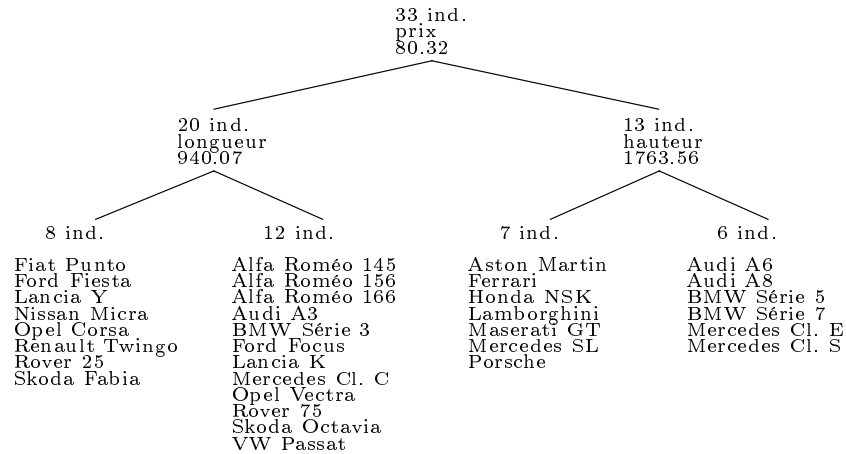 33 ind.
prix
80.32
20 ind.
longueur
940.07
13 ind.
hauteur
1763.56
8 ind.
Fiat Punto
Ford Fiesta
Lancia Y
Nissan Micra
Opel Corsa
Renault Twingo
Rover 25
Skoda Fabia
12 ind.
Alfa Roméo 145
Alfa Roméo 156
Alfa Roméo 166
Audi A3
BMW Série 3
Ford Focus
Lancia K
Mercedes Cl. C
Opel Vectra
Rover 75
Skoda Octavia
VW Passat
7 ind.
Aston Martin
Ferrari
Honda NSK
Lamborghini
Maserati GT
Mercedes SL
Porsche
6 ind.
Audi A6
Audi A8
BMW Série 5
BMW Série 7
Mercedes Cl. E
Mercedes Cl. S